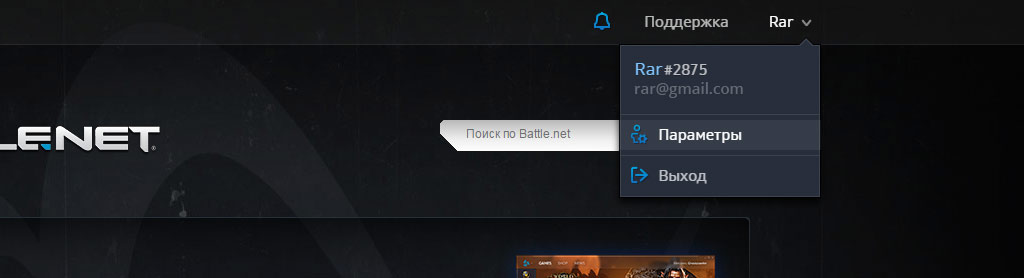 Поддержка
Rar
Rar#2875
rar@gmail.com
LE.NET
Поиск по Battle.net
Параметры
Выход
GAMES SHOP NEWS